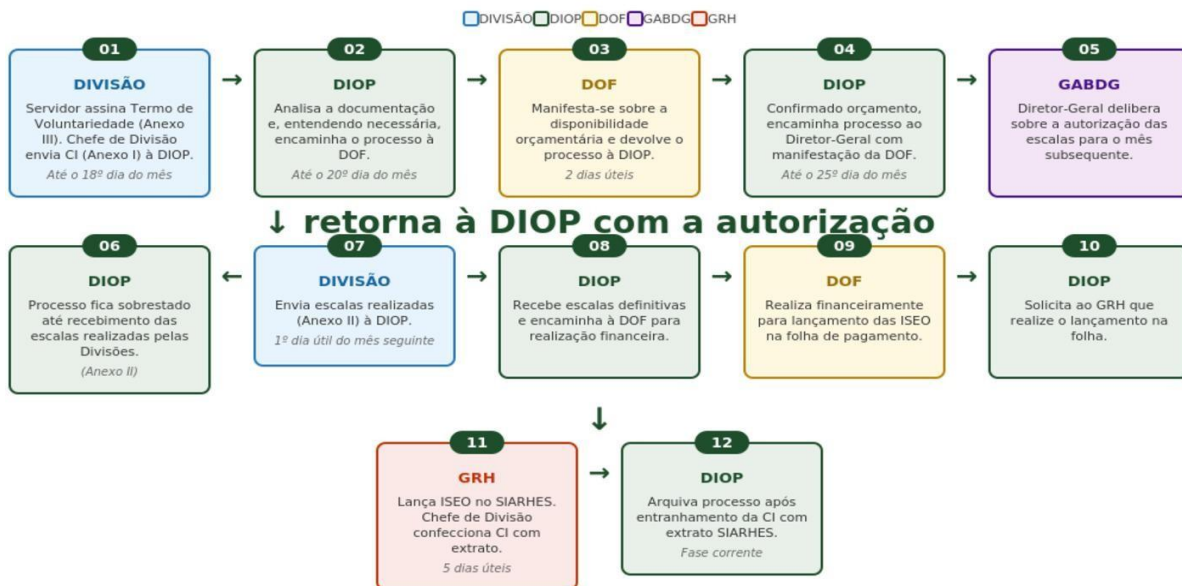 DIVISÃO DIOP DOF GABDG GRH
01
DIVISÃO
Servidor assina Termo de
Voluntariedade (Anexo
III). Chefe de Divisão
envia CI (Anexo I) à DIOP.
Até o 18º dia do mês
→
02
DIOP
Analisa a documentação
e, entendendo necessária,
encaminha o processo à
DOF.
Até o 20º dia do mês
→
03
DOF
Manifesta-se sobre a
disponibilidade
orçamentária e devolve o
processo à DIOP.
2 dias úteis
→
04
DIOP
Confirmado orçamento,
encaminha processo ao
Diretor-Geral com
manifestação da DOF.
Até o 25º dia do mês
→
05
GABDG
Diretor-Geral delibera
sobre a autorização das
escalas para o mês
subsequente.
↓ retorna à DIOP com a autorização
06
DIOP
Processo fica sobrestado
até recebimento das
escalas realizadas pelas
Divisões.
(Anexo II)
←
07
DIVISÃO
Envia escalas realizadas
(Anexo II) à DIOP.
1º dia útil do mês seguinte
→
08
DIOP
Recebe escalas definitivas
e encaminha à DOF para
realização financeira.
→
09
DOF
Realiza financeiramente
para lançamento das ISEO
na folha de pagamento.
→
10
DIOP
Solicita ao GRH que
realize o lançamento na
folha.
↓
11
GRH
Lança ISEO no SIARHES.
Chefe de Divisão
confecciona CI com
extrato.
5 dias úteis
→
12
DIOP
Arquiva processo após
entranhamento da CI com
extrato SIARHES.
Fase corrente